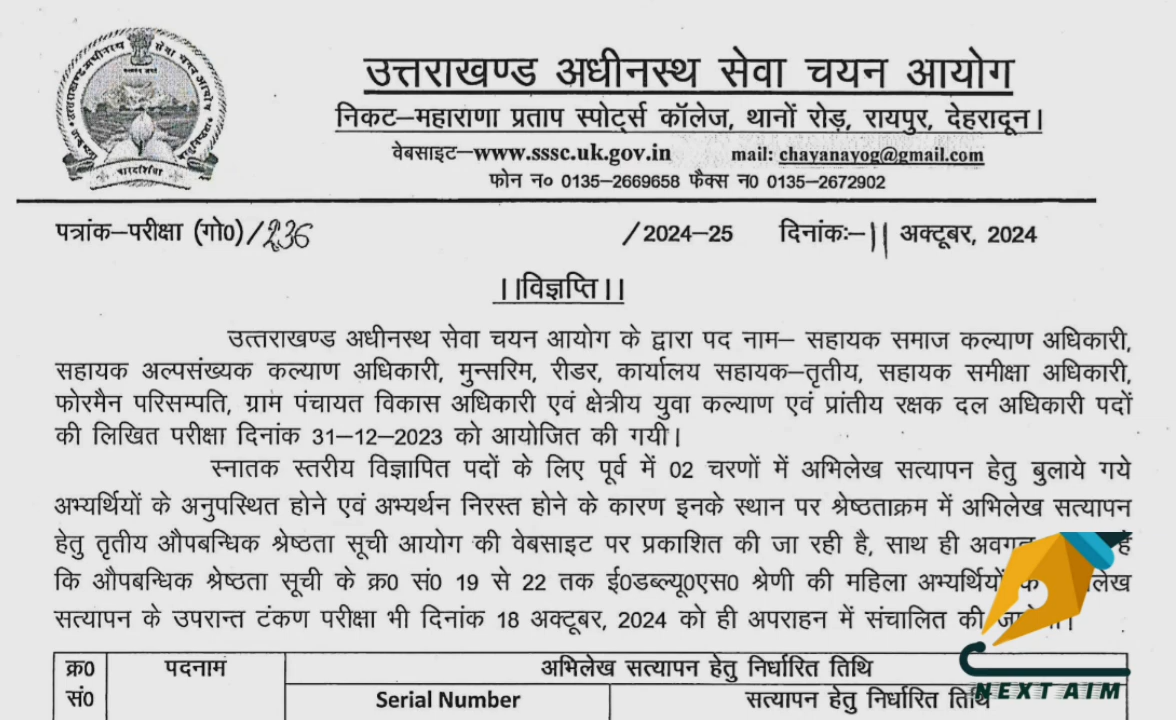 उत्तराखण्ड अधीनस्थ सेवा चयन आयोग
निकट–महाराणा प्रताप स्पोर्ट्स कॉलेज, थानों रोड़, रायपुर, देहरादून।
वेबसाइट–www.sssc.uk.gov.in mail: chayanayog@gmail.com
फोन न० 0135-2669658 फैक्स न0 0135-2672902
पत्रांक–परीक्षा (गो0)/236 /2024–25 दिनांकः–11 अक्टूबर, 2024
।।विज्ञप्ति।।
उत्तराखण्ड अधीनस्थ सेवा चयन आयोग के द्वारा पद नाम– सहायक समाज कल्याण अधिकारी,
सहायक अल्पसंख्यक कल्याण अधिकारी, मुन्सरिम, रीडर, कार्यालय सहायक–तृतीय, सहायक समीक्षा अधिकारी,
फोरमैन परिसम्पति, ग्राम पंचायत विकास अधिकारी एवं क्षेत्रीय युवा कल्याण एवं प्रांतीय रक्षक दल अधिकारी पदों
की लिखित परीक्षा दिनांक 31–12–2023 को आयोजित की गयी।
स्नातक स्तरीय विज्ञापित पदों के लिए पूर्व में 02 चरणों में अभिलेख सत्यापन हेतु बुलाये गये
अभ्यर्थियों के अनुपस्थित होने एवं अभ्यर्थन निरस्त होने के कारण इनके स्थान पर श्रेष्ठताक्रम में अभिलेख सत्यापन
हेतु तृतीय औपबन्धिक श्रेष्ठता सूची आयोग की वेबसाइट पर प्रकाशित की जा रही है, साथ ही है
कि औपबन्धिक श्रेष्ठता सूची के क्र0 सं0 19 से 22 तक ई0डब्ल्यू0एस0 श्रेणी की महिला अभ्यर्थियों
सत्यापन के उपरान्त टंकण परीक्षा भी दिनांक 18 अक्टूबर, 2024 को ही अपराहन में संचालित की
क्र0 सं0 पदनाम अभिलेख सत्यापन हेतु निर्धारित तिथि
Serial Number सत्यापन हेतु निर्धारित तिथि
NEXT AIM